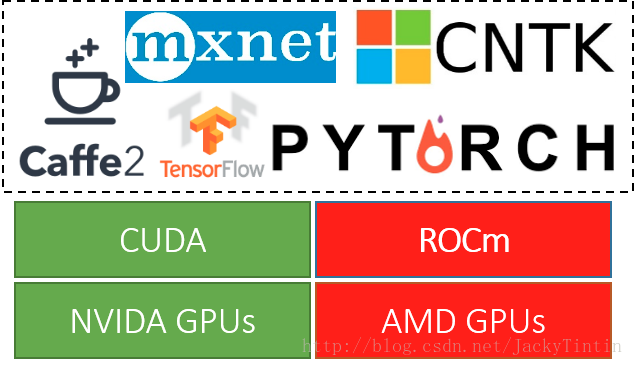 mxnet
CNTK
Caffe2
TensorFlow
PYTORCH
CUDA
ROCm
NVIDA GPUs
AMD GPUs
http://blog.csdn.net/JackyTintin